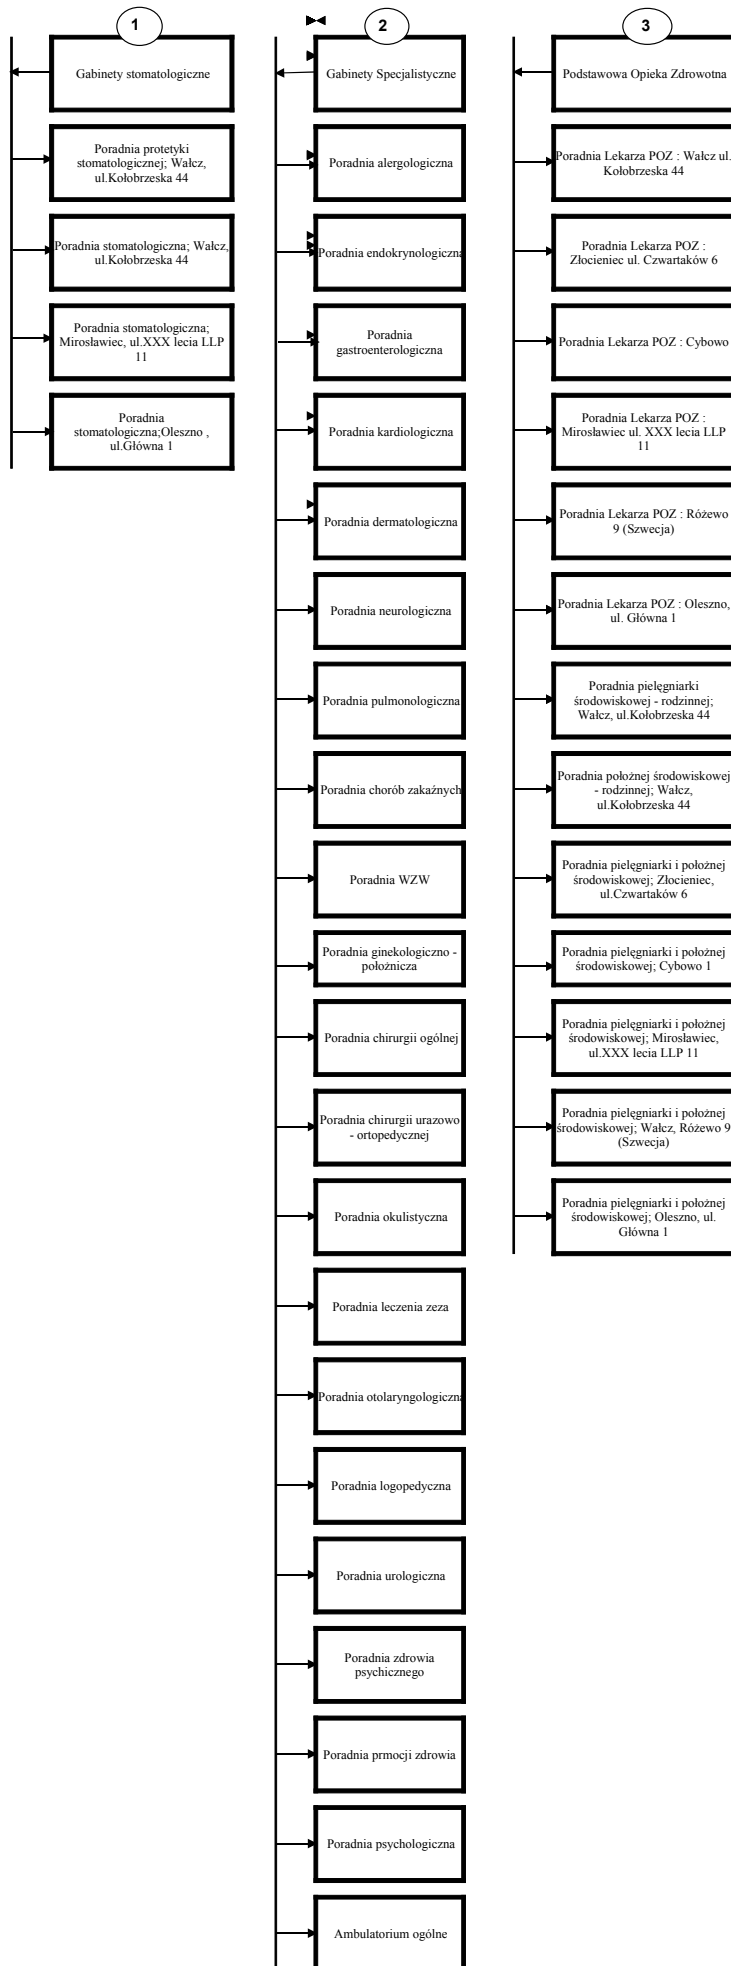 1
Gabinety stomatologiczne
Poradnia protetyki
stomatologicznej; Wałcz,
ul.Kołobrzeska 44
Poradnia stomatologiczna; Wałcz,
ul.Kołobrzeska 44
Poradnia stomatologiczna;
Mirosławiec, ul.XXX lecia LLP
11
Poradnia
stomatologiczna;Oleszno ,
ul.Główna 1
2
Gabinety Specjalistyczne
Poradnia alergologiczna
Poradnia endokrynologiczna
Poradnia
gastroenterologiczna
Poradnia kardiologiczna
Poradnia dermatologiczna
Poradnia neurologiczna
Poradnia pulmonologiczna
Poradnia chorób zakaźnych
Poradnia WZW
Poradnia ginekologiczno -
położnicza
Poradnia chirurgii ogólnej
Poradnia chirurgii urazowo
- ortopedycznej
Poradnia okulistyczna
Poradnia leczenia zeza
Poradnia otolaryngologiczna
Poradnia logopedyczna
Poradnia urologiczna
Poradnia zdrowia
psychicznego
Poradnia prmocji zdrowia
Poradnia psychologiczna
Ambulatorium ogólne
3
Podstawowa Opieka Zdrowotna
Poradnia Lekarza POZ : Wałcz ul.
Kołobrzeska 44
Poradnia Lekarza POZ :
Złocieniec ul. Czwartaków 6
Poradnia Lekarza POZ : Cybowo
Poradnia Lekarza POZ :
Mirosławiec ul. XXX lecia LLP
11
Poradnia Lekarza POZ : Różewo
9 (Szwecja)
Poradnia Lekarza POZ : Oleszno,
ul. Główna 1
Poradnia pielęgniarki
środowiskowej - rodzinnej;
Wałcz, ul.Kołobrzeska 44
Poradnia położnej środowiskowej
- rodzinnej; Wałcz,
ul.Kołobrzeska 44
Poradnia pielęgniarki i położnej
środowiskowej; Złocieniec,
ul.Czwartaków 6
Poradnia pielęgniarki i położnej
środowiskowej; Cybowo 1
Poradnia pielęgniarki i położnej
środowiskowej; Mirosławiec,
ul.XXX lecia LLP 11
Poradnia pielęgniarki i położnej
środowiskowej; Wałcz, Różewo 9
(Szwecja)
Poradnia pielęgniarki i położnej
środowiskowej; Oleszno, ul.
Główna 1